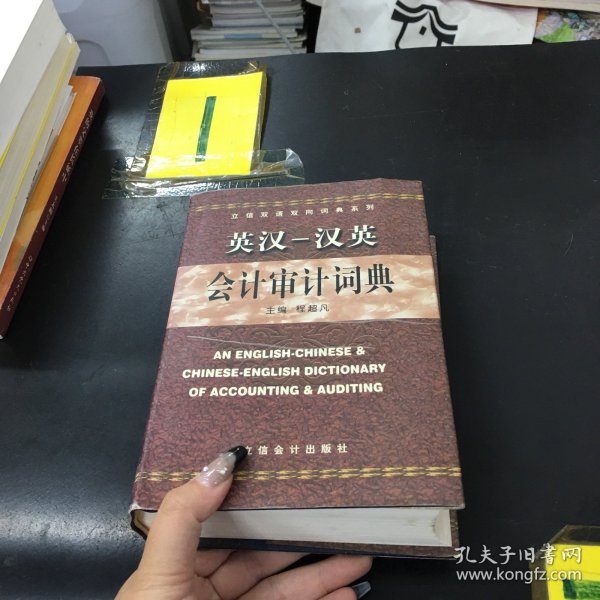 立信双语双向词典系列
英汉－汉英
会计审计词典
主编 程超凡
AN ENGLISH-CHINESE &
CHINESE-ENGLISH DICTIONARY
OF ACCOUNTING & AUDITING
立信会计出版社
孔夫子旧书网
www.kongfz.com